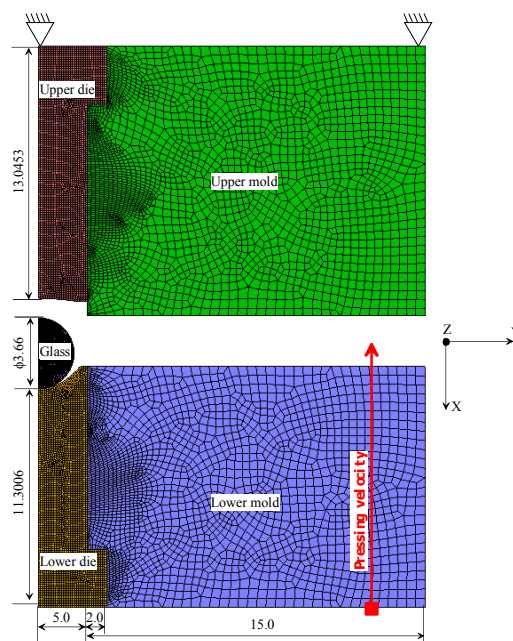 Upper die
13.0453
Upper mold
Z
Y
Glass
ϕ3.66
X
11.3006
Pressing velocity
Lower mold
Lower die
5.0
2.0
15.0